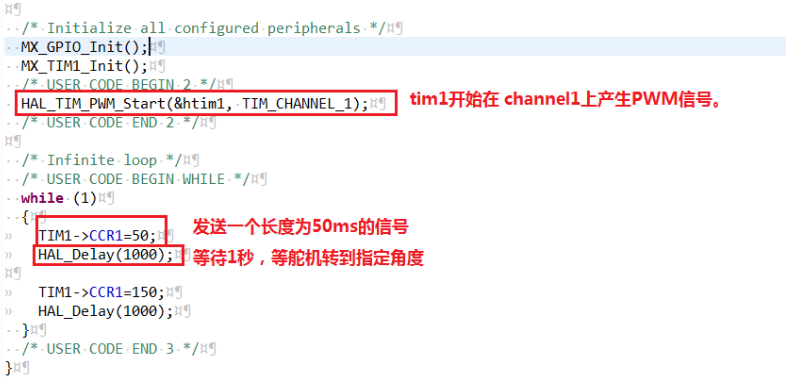 /* Initialize all configured peripherals */
MX_GPIO_Init();
MX_TIM1_Init();
/* USER CODE BEGIN 2 */
HAL_TIM_PWM_Start(&htim1, TIM_CHANNEL_1);
tim1开始在 channel1上产生PWM信号。
/* USER CODE END 2 */
/* Infinite loop */
/* USER CODE BEGIN WHILE */
while (1)
{
TIM1->CCR1=50;
发送一个长度为50ms的信号
HAL_Delay(1000);
等待1秒，等舵机转到指定角度
TIM1->CCR1=150;
HAL_Delay(1000);
}
/* USER CODE END 3 */
}